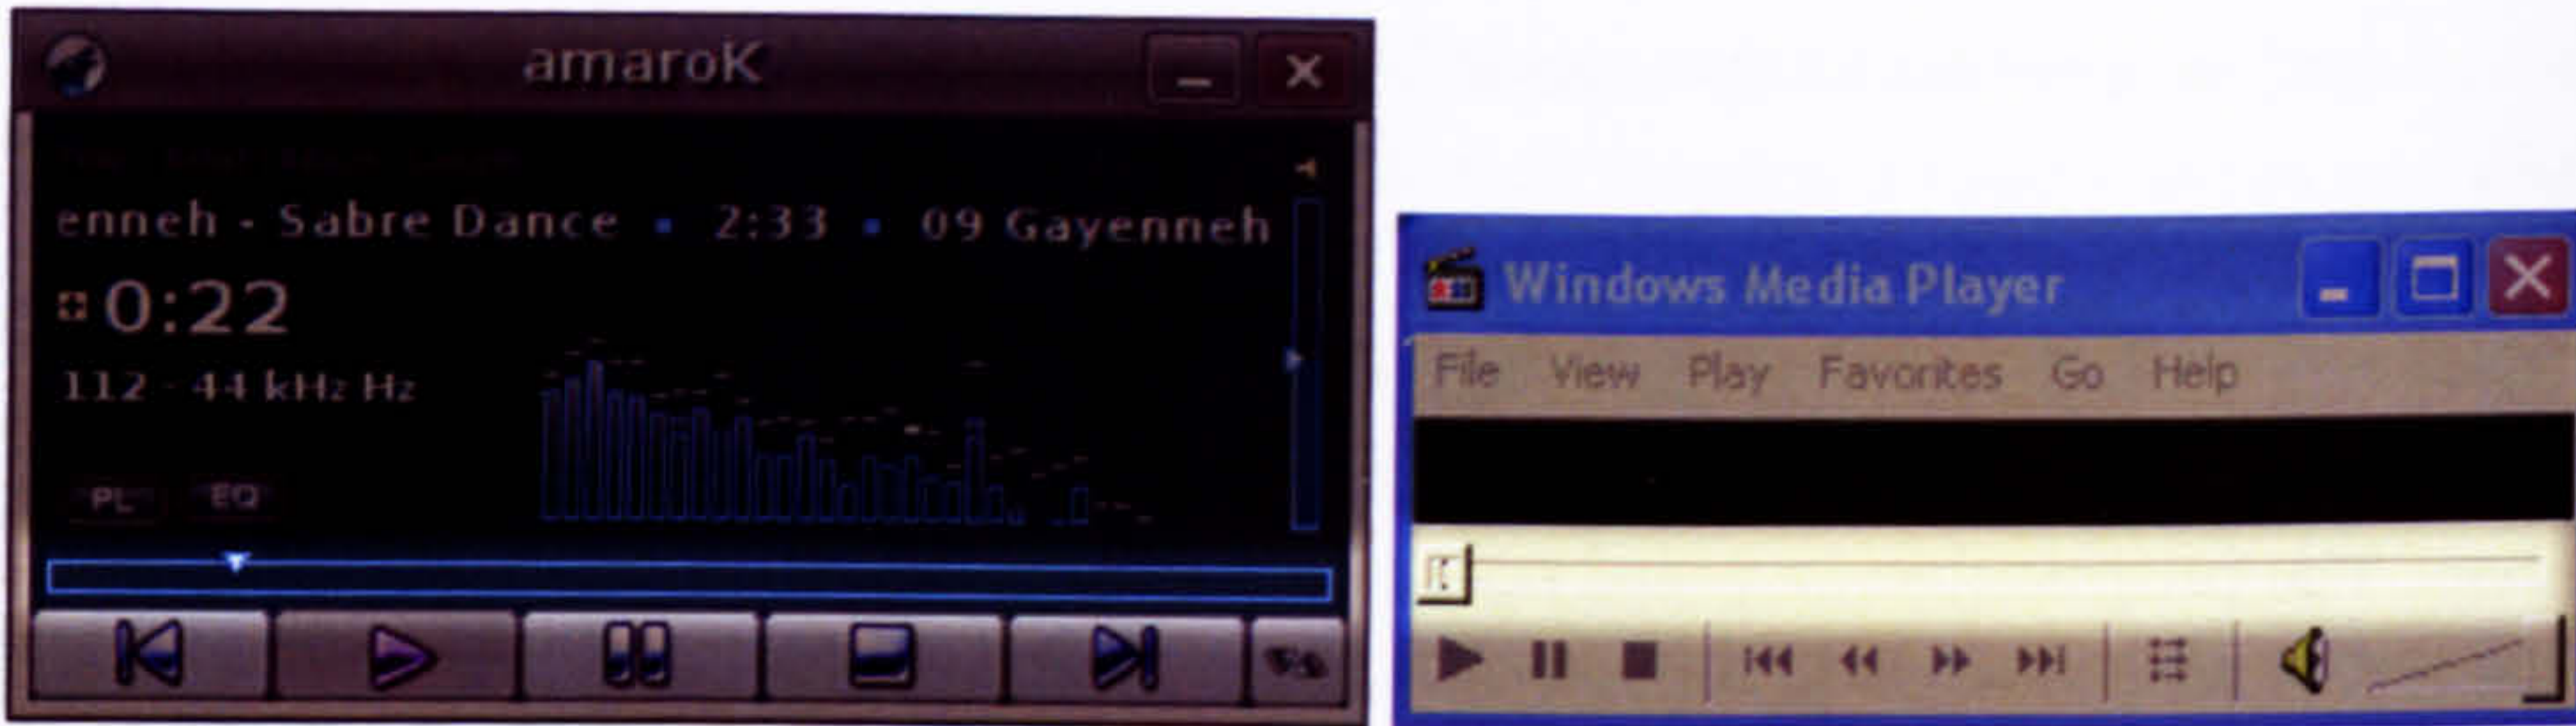 amaroK
enneh - Sabre Dance ▪ 2:33 ▪ 09 Gayenneh
0:22
112 - 44 kHz Hz
PL EQ
Windows Media Player
File View Play Favorites Go Help